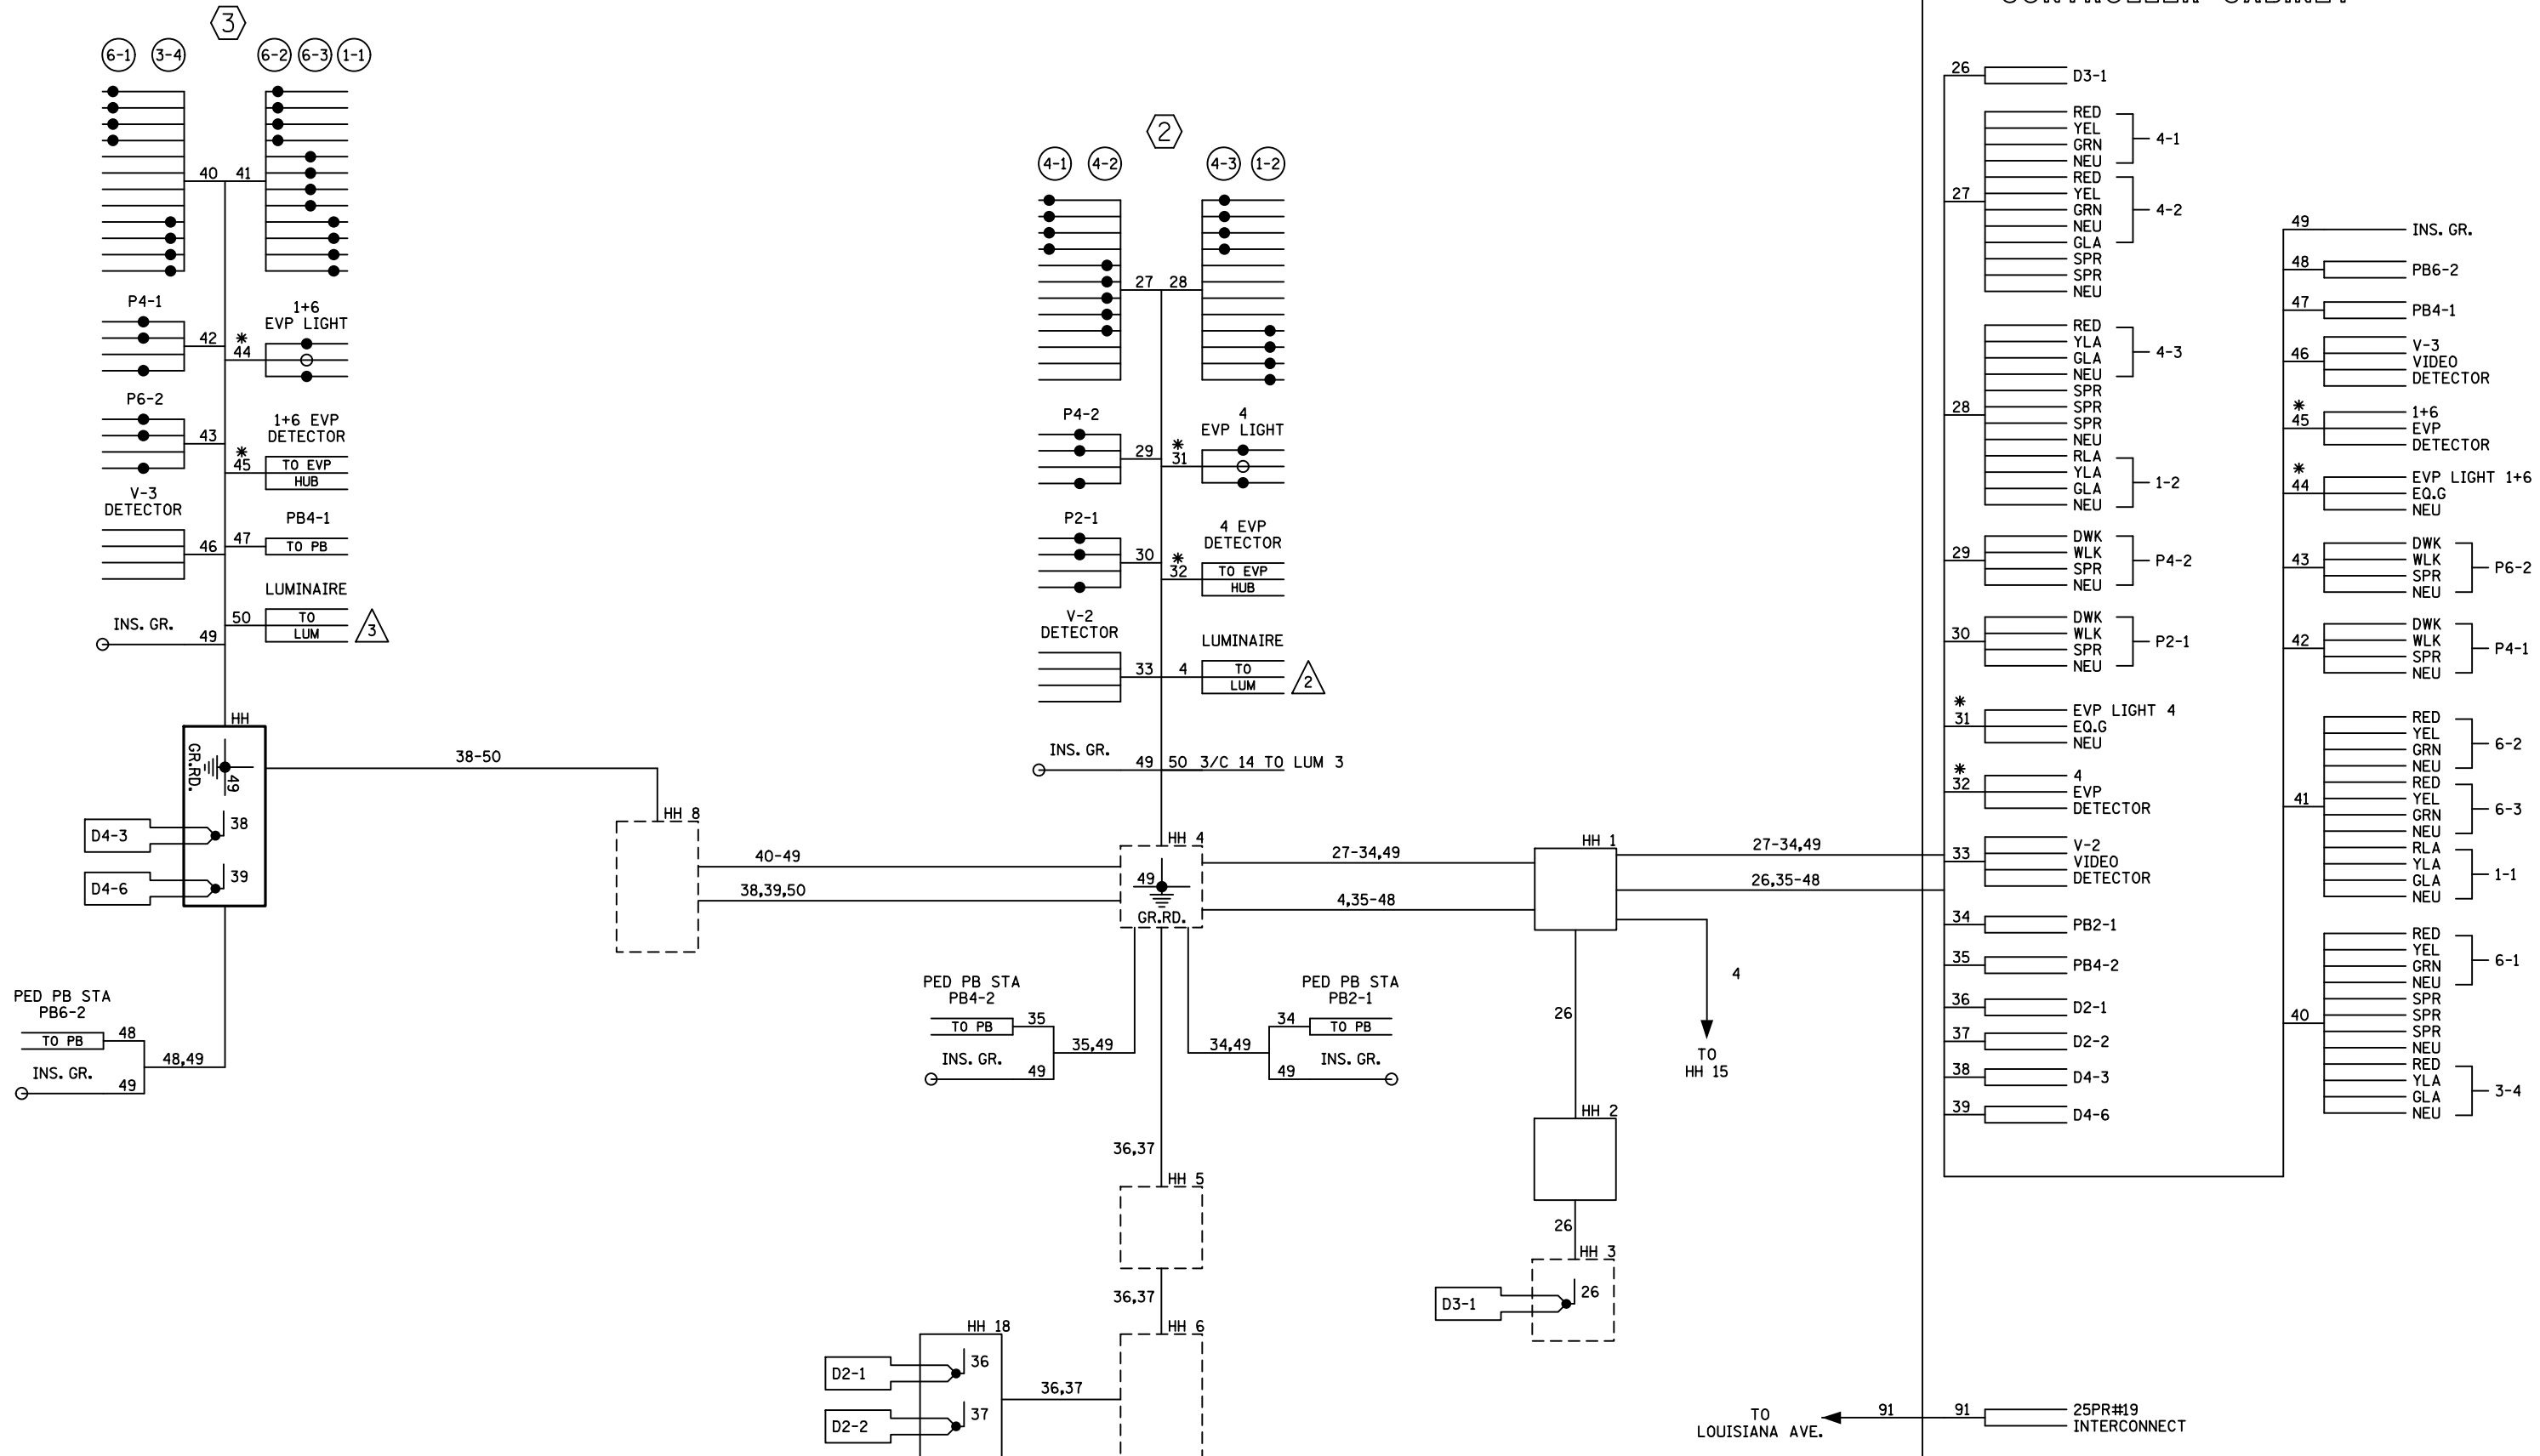 CONTROLLER CABINET
3
6-1 3-4 6-2 6-3 1-1
40 41
P4-1
42
1+6
EVP LIGHT
*
44
P6-2
43
1+6 EVP
DETECTOR
*
45 TO EVP
HUB
V-3
DETECTOR
46
PB4-1
47 TO PB
LUMINAIRE
50 TO
LUM
3
INS. GR.
49
HH
GR.RD.
49
D4-3 38
D4-6 39
38-50
PED PB STA
PB6-2
TO PB 48
INS. GR.
49
48,49
HH 8
40-49
38,39,50
2
4-1 4-2 4-3 1-2
27 28
P4-2
29
4
EVP LIGHT
*
31
P2-1
30
4 EVP
DETECTOR
*
32 TO EVP
HUB
V-2
DETECTOR
33
LUMINAIRE
4 TO
LUM
2
INS. GR.
49 50 3/C 14 TO LUM 3
HH 4
49
GR.RD.
27-34,49
4,35-48
PED PB STA
PB4-2
TO PB 35
INS. GR.
49
35,49
PED PB STA
PB2-1
34 TO PB
INS. GR.
49
34,49
36,37
HH 5
36,37
HH 6
HH 18
D2-1 36
D2-2 37
36,37
HH 1
27-34,49
26,35-48
4
TO
HH 15
26
HH 2
26
HH 3
D3-1 26
TO
LOUISIANA AVE.
91 91
25PR#19
INTERCONNECT
26 D3-1
27
RED
YEL
GRN
NEU
4-1
RED
YEL
GRN
NEU
GLA
4-2
SPR
SPR
NEU
28
RED
YLA
GLA
NEU
4-3
SPR
SPR
SPR
NEU
RLA
YLA
GLA
NEU
1-2
29
DWK
WLK
SPR
NEU
P4-2
30
DWK
WLK
SPR
NEU
P2-1
*
31
EVP LIGHT 4
EQ.G
NEU
*
32
4
EVP
DETECTOR
33
V-2
VIDEO
DETECTOR
34 PB2-1
35 PB4-2
36 D2-1
37 D2-2
38 D4-3
39 D4-6
49 INS. GR.
48 PB6-2
47 PB4-1
46
V-3
VIDEO
DETECTOR
*
45
1+6
EVP
DETECTOR
*
44
EVP LIGHT 1+6
EQ.G
NEU
43
DWK
WLK
SPR
NEU
P6-2
42
DWK
WLK
SPR
NEU
P4-1
41
RED
YEL
GRN
NEU
6-2
RED
YEL
GRN
NEU
6-3
RLA
YLA
GLA
NEU
1-1
40
RED
YEL
GRN
NEU
6-1
SPR
SPR
SPR
NEU
RED
YLA
GLA
NEU
3-4